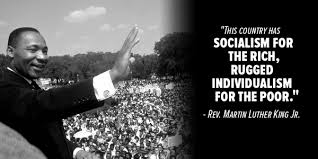 "THIS COUNTRY HAS
SOCIALISM FOR
THE RICH,
RUGGED
INDIVIDUALISM
FOR THE POOR."
- REV. MARTIN LUTHER KING JR.